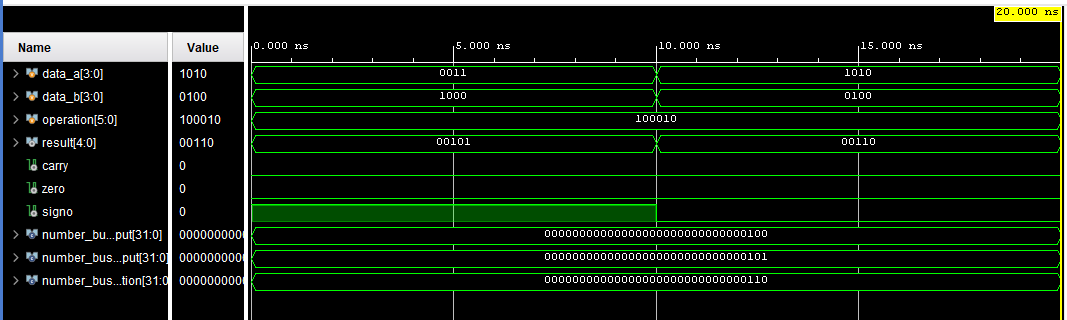 20.000 ns
Name Value 0.000 ns 5.000 ns 10.000 ns 15.000 ns
data_a[3:0] 1010 0011 1010
data_b[3:0] 0100 1000 0100
operation[5:0] 100010 100010
result[4:0] 00110 00101 00110
carry 0
zero 0
signo 0
number_bu...put[31:0] 0000000000 00000000000000000000000000000100
number_bus...put[31:0] 0000000000 00000000000000000000000000000101
number_bus...tion[31:0 0000000000 00000000000000000000000000000110